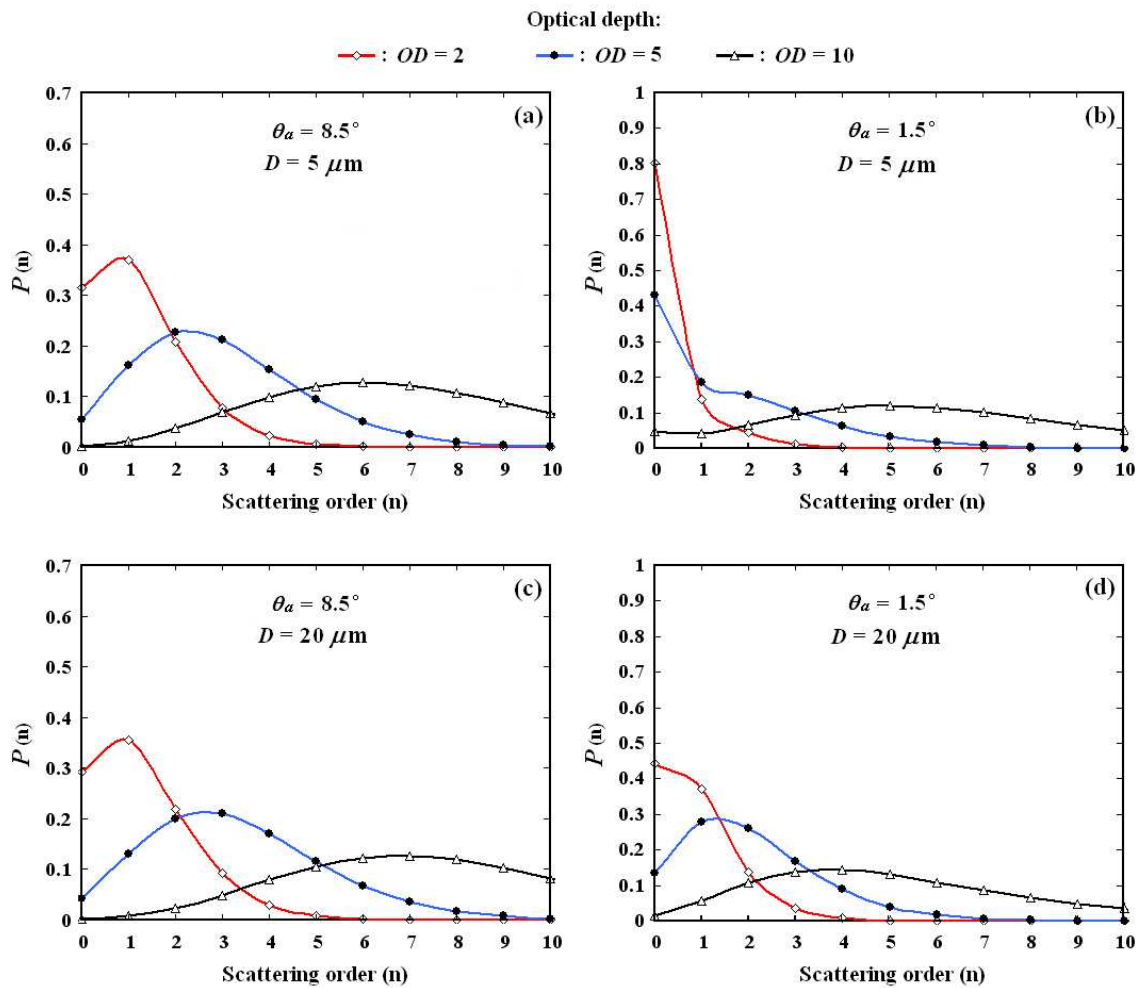 Optical depth:
: OD = 2 : OD = 5 : OD = 10
(a)
θa = 8.5°
D = 5 μm
P (n)
0.7
0.6
0.5
0.4
0.3
0.2
0.1
0
0 1 2 3 4 5 6 7 8 9 10
Scattering order (n)
(b)
θa = 1.5°
D = 5 μm
P (n)
1
0.9
0.8
0.7
0.6
0.5
0.4
0.3
0.2
0.1
0
0 1 2 3 4 5 6 7 8 9 10
Scattering order (n)
(c)
θa = 8.5°
D = 20 μm
P (n)
0.7
0.6
0.5
0.4
0.3
0.2
0.1
0
0 1 2 3 4 5 6 7 8 9 10
Scattering order (n)
(d)
θa = 1.5°
D = 20 μm
P (n)
1
0.9
0.8
0.7
0.6
0.5
0.4
0.3
0.2
0.1
0
0 1 2 3 4 5 6 7 8 9 10
Scattering order (n)